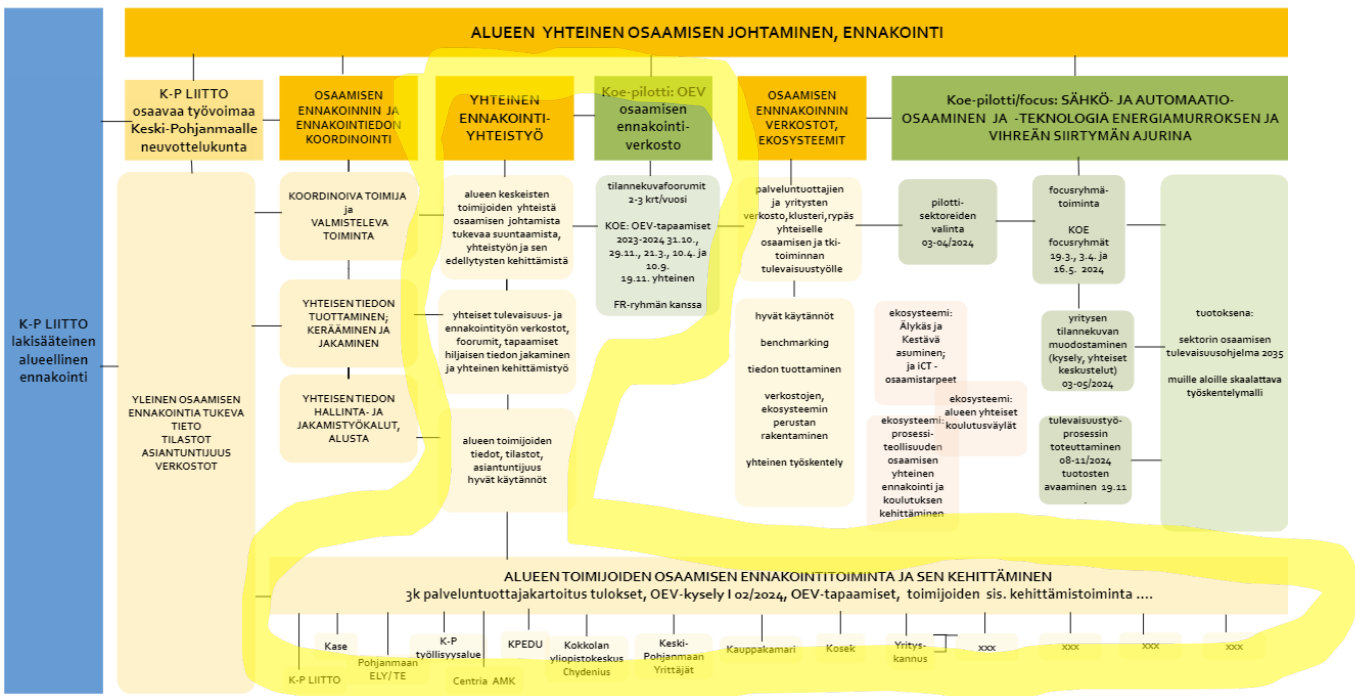 ALUEEN YHTEINEN OSAAMISEN JOHTAMINEN, ENNAKOINTI
K-P LIITTO
lakisääteinen
alueellinen
ennakointi
K-P LIITTO
osaavaa työvoimaa
Keski-Pohjanmaalle
neuvottelukunta
OSAAMISEN
ENNAKOINNIN JA
ENNAKOINTIEDON
KOORDINOINTI
YHTEINEN
ENNAKOINTI-
YHTEISTYÖ
Koe-pilotti: OEV
osaamisen
ennakointi-
verkosto
OSAAMISEN
ENNNAKOINNIN
VERKOSTOT,
EKOSYSTEEMIT
Koe-pilotti/focus: SÄHKÖ- JA AUTOMAATIO-
OSAAMINEN JA -TEKNOLOGIA ENERGIAMURROKSEN JA
VIHREÄN SIIRTYMÄN AJURINA
YLEINEN OSAAMISEN
ENNAKOINTIA TUKEVA
TIETO
TILASTOT
ASIANTUNTIJUUS
VERKOSTOT
KOORDINOIVA TOIMIJA
ja
VALMISTELEVA
TOIMINTA
YHTEISEN TIEDON
TUOTTAMINEN;
KERÄÄMINEN JA
JAKAMINEN
YHTEISEN TIEDON
HALLINTA- JA
JAKAMISTYÖKALUT,
ALUSTA
alueen keskeisten
toimijoiden yhteistä
osaamisen johtamista
tukevaa suuntaamista,
yhteistyön ja sen
edellytysten kehittämistä
yhteiset tulevaisuus- ja
ennakointityön verkostot,
foorumit, tapaamiset
hiljaisen tiedon jakaminen
ja yhteinen kehittämistyö
alueen toimijoiden
tiedot, tilastot,
asiantuntijuus
hyvät käytännöt
tilannekuvafoorumit
2-3 krt/vuosi
KOE: OEV-tapaamiset
2023-2024 31.10.,
29.11., 21.3., 10.4. ja
10.9.
19.11. yhteinen
FR-ryhmän kanssa
palveluntuottajien
ja yritysten
verkosto,klusteri,rypäs
yhteiselle
osaamisen ja tki-
toiminnan
tulevaisuustyölle
hyvät käytännöt
benchmarking
tiedon tuottaminen
verkostojen,
ekosysteemin
perustan
rakentaminen
yhteinen työskentely
pilotti-
sektoreiden
valinta
03-04/2024
ekosysteemi:
Älykäs ja
Kestävä
asuminen;
ja iCT -
osaamistarpeet
ekosysteemi:
alueen yhteiset
koulutusväylät
ekosysteemi:
prosessi-
teollisuuden
osaamisen
yhteinen
ennakointi ja
koulutuksen
kehittäminen
focusryhmä-
toiminta
KOE
focusryhmät
19.3., 3.4. ja
16.5. 2024
yritysen
tilannekuvan
muodostaminen
(kysely, yhteiset
keskustelut)
03-05/2024
tulevaisuustyö-
prosessin
toteuttaminen
08-11/2024
tuotosten
avaaminen 19.11
.
tuotoksena:
sektorin osaamisen
tulevaisuusohjelma 2035
muille aloille skaalattava
työskentelymalli
ALUEEN TOIMIJOIDEN OSAAMISEN ENNAKOINTITOIMINTA JA SEN KEHITTÄMINEN
3k palveluntuottajakartoitus tulokset, OEV-kysely I 02/2024, OEV-tapaamiset, toimijoiden sis. kehittämistoiminta ....
K-P LIITTO
Kase
Pohjanmaan
ELY/ TE
K-P
työllisyysalue
Centria AMK
KPEDU
Kokkolan
yliopistokeskus
Chydenius
Keski-
Pohjanmaan
Yrittäjät
Kauppakamari
Kosek
Yritys-
kannus
xxx
xxx
xxx
xxx